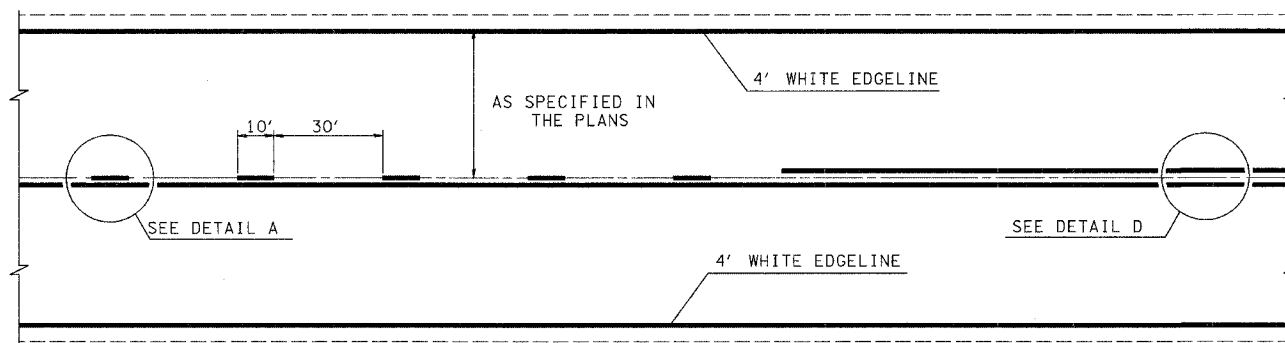 4' WHITE EDGELINE
AS SPECIFIED IN
THE PLANS
10'
30'
SEE DETAIL A
SEE DETAIL D
4' WHITE EDGELINE